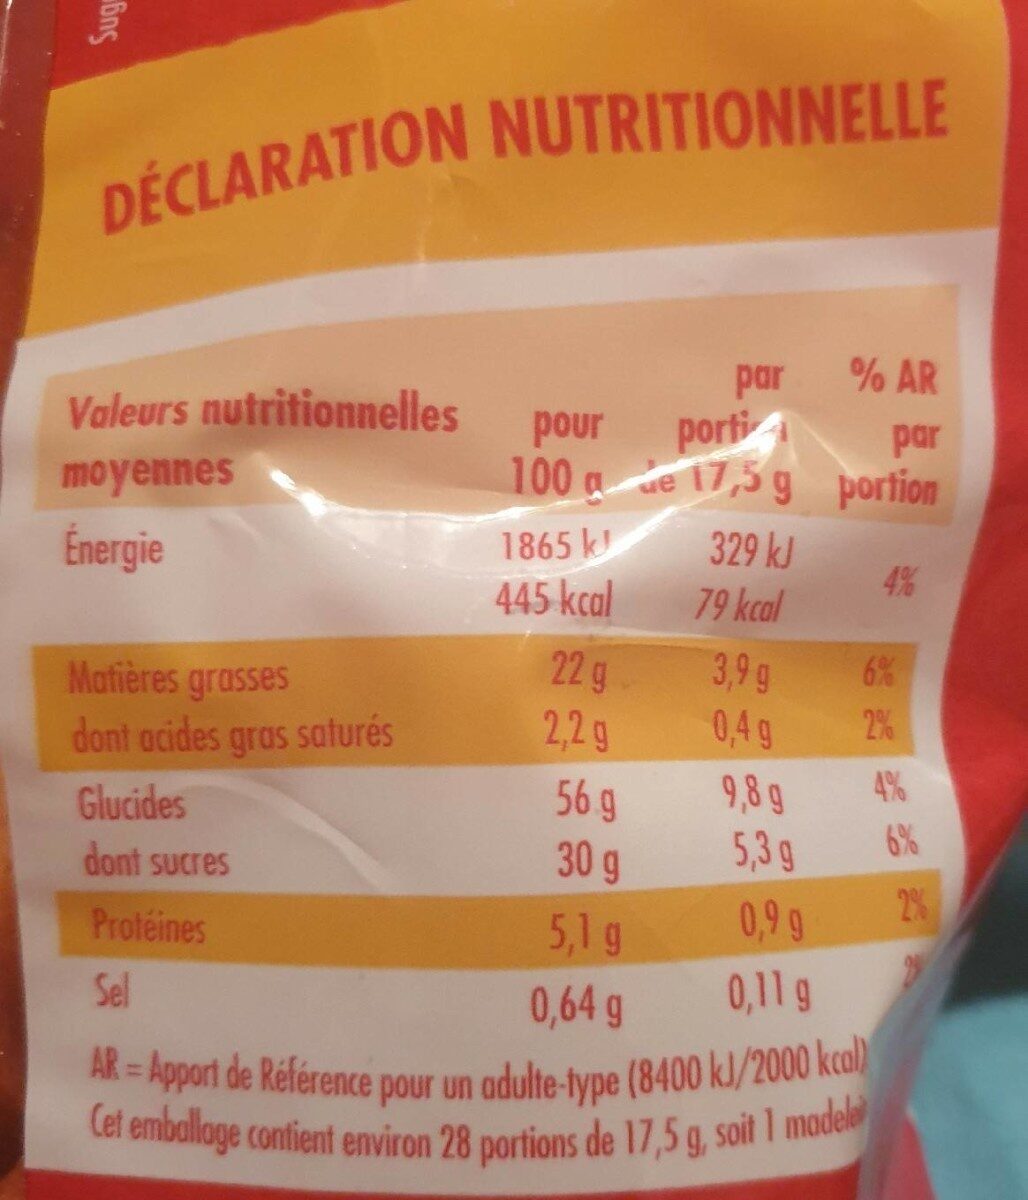 DÉCLARATION NUTRITIONNELLE
Valeurs nutritionnelles moyennes pour 100 g par portion de 17,5 g % AR par portion
Énergie 1865 kJ 329 kJ
445 kcal 79 kcal 4%
Matières grasses 22 g 3,9 g 6%
dont acides gras saturés 2,2 g 0,4 g 2%
Glucides 56 g 9,8 g 4%
dont sucres 30 g 5,3 g 6%
Protéines 5,1 g 0,9 g 2%
Sel 0,64 g 0,11 g
AR = Apport de Référence pour un adulte-type (8400 kJ/2000 kcal)
Cet emballage contient environ 28 portions de 17,5 g, soit 1